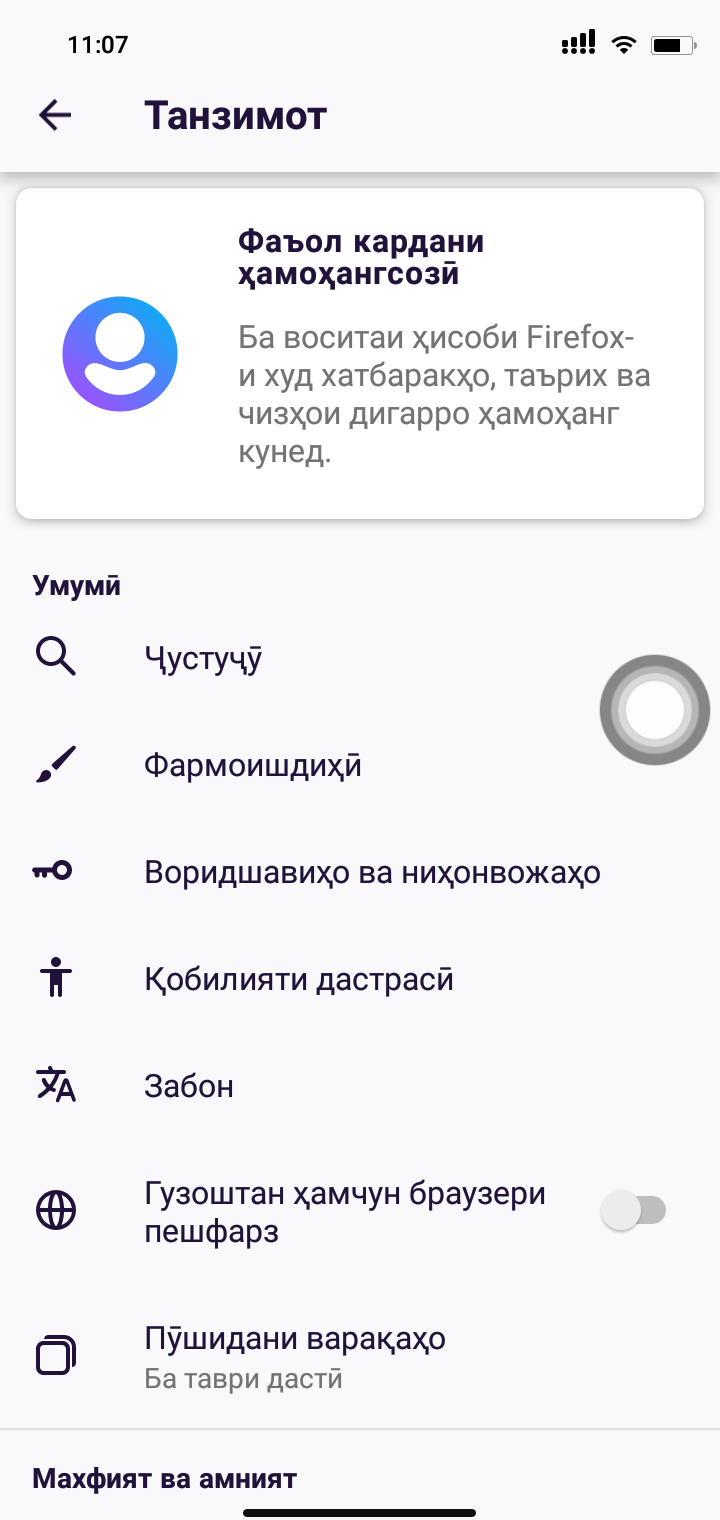 11:07
Танзимот
Фаъол кардани
ҳамоҳангсозӣ
Ба воситаи ҳисоби Firefox-
и худ хатбаракҳо, таърих ва
чизҳои дигарро ҳамоҳанг
кунед.
Умумӣ
Ҷустуҷӯ
Фармоишдиҳӣ
Воридшавиҳо ва ниҳонвожаҳо
Қобилияти дастрасӣ
Забон
Гузоштан ҳамчун браузери
пешфарз
Пӯшидани варақаҳо
Ба таври дастӣ
Махфият ва амният